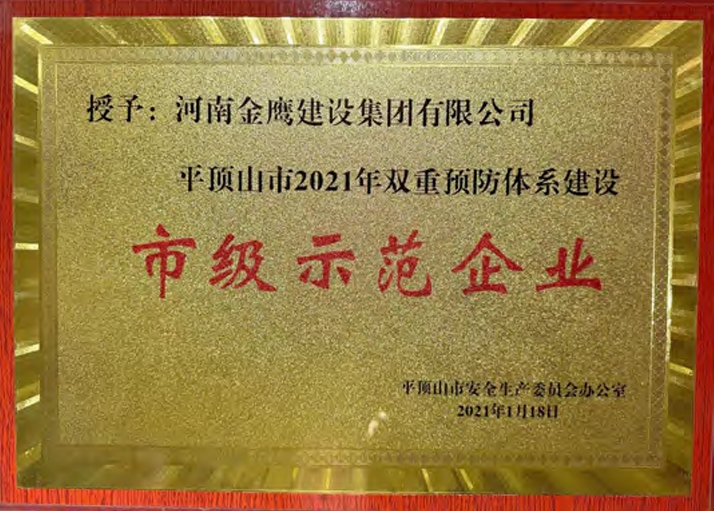 授予：河南金鹰建设集团有限公司
平顶山市2021年双重预防体系建设
市级示范企业
平顶山市安全生产委员会办公室
2021年1月18日